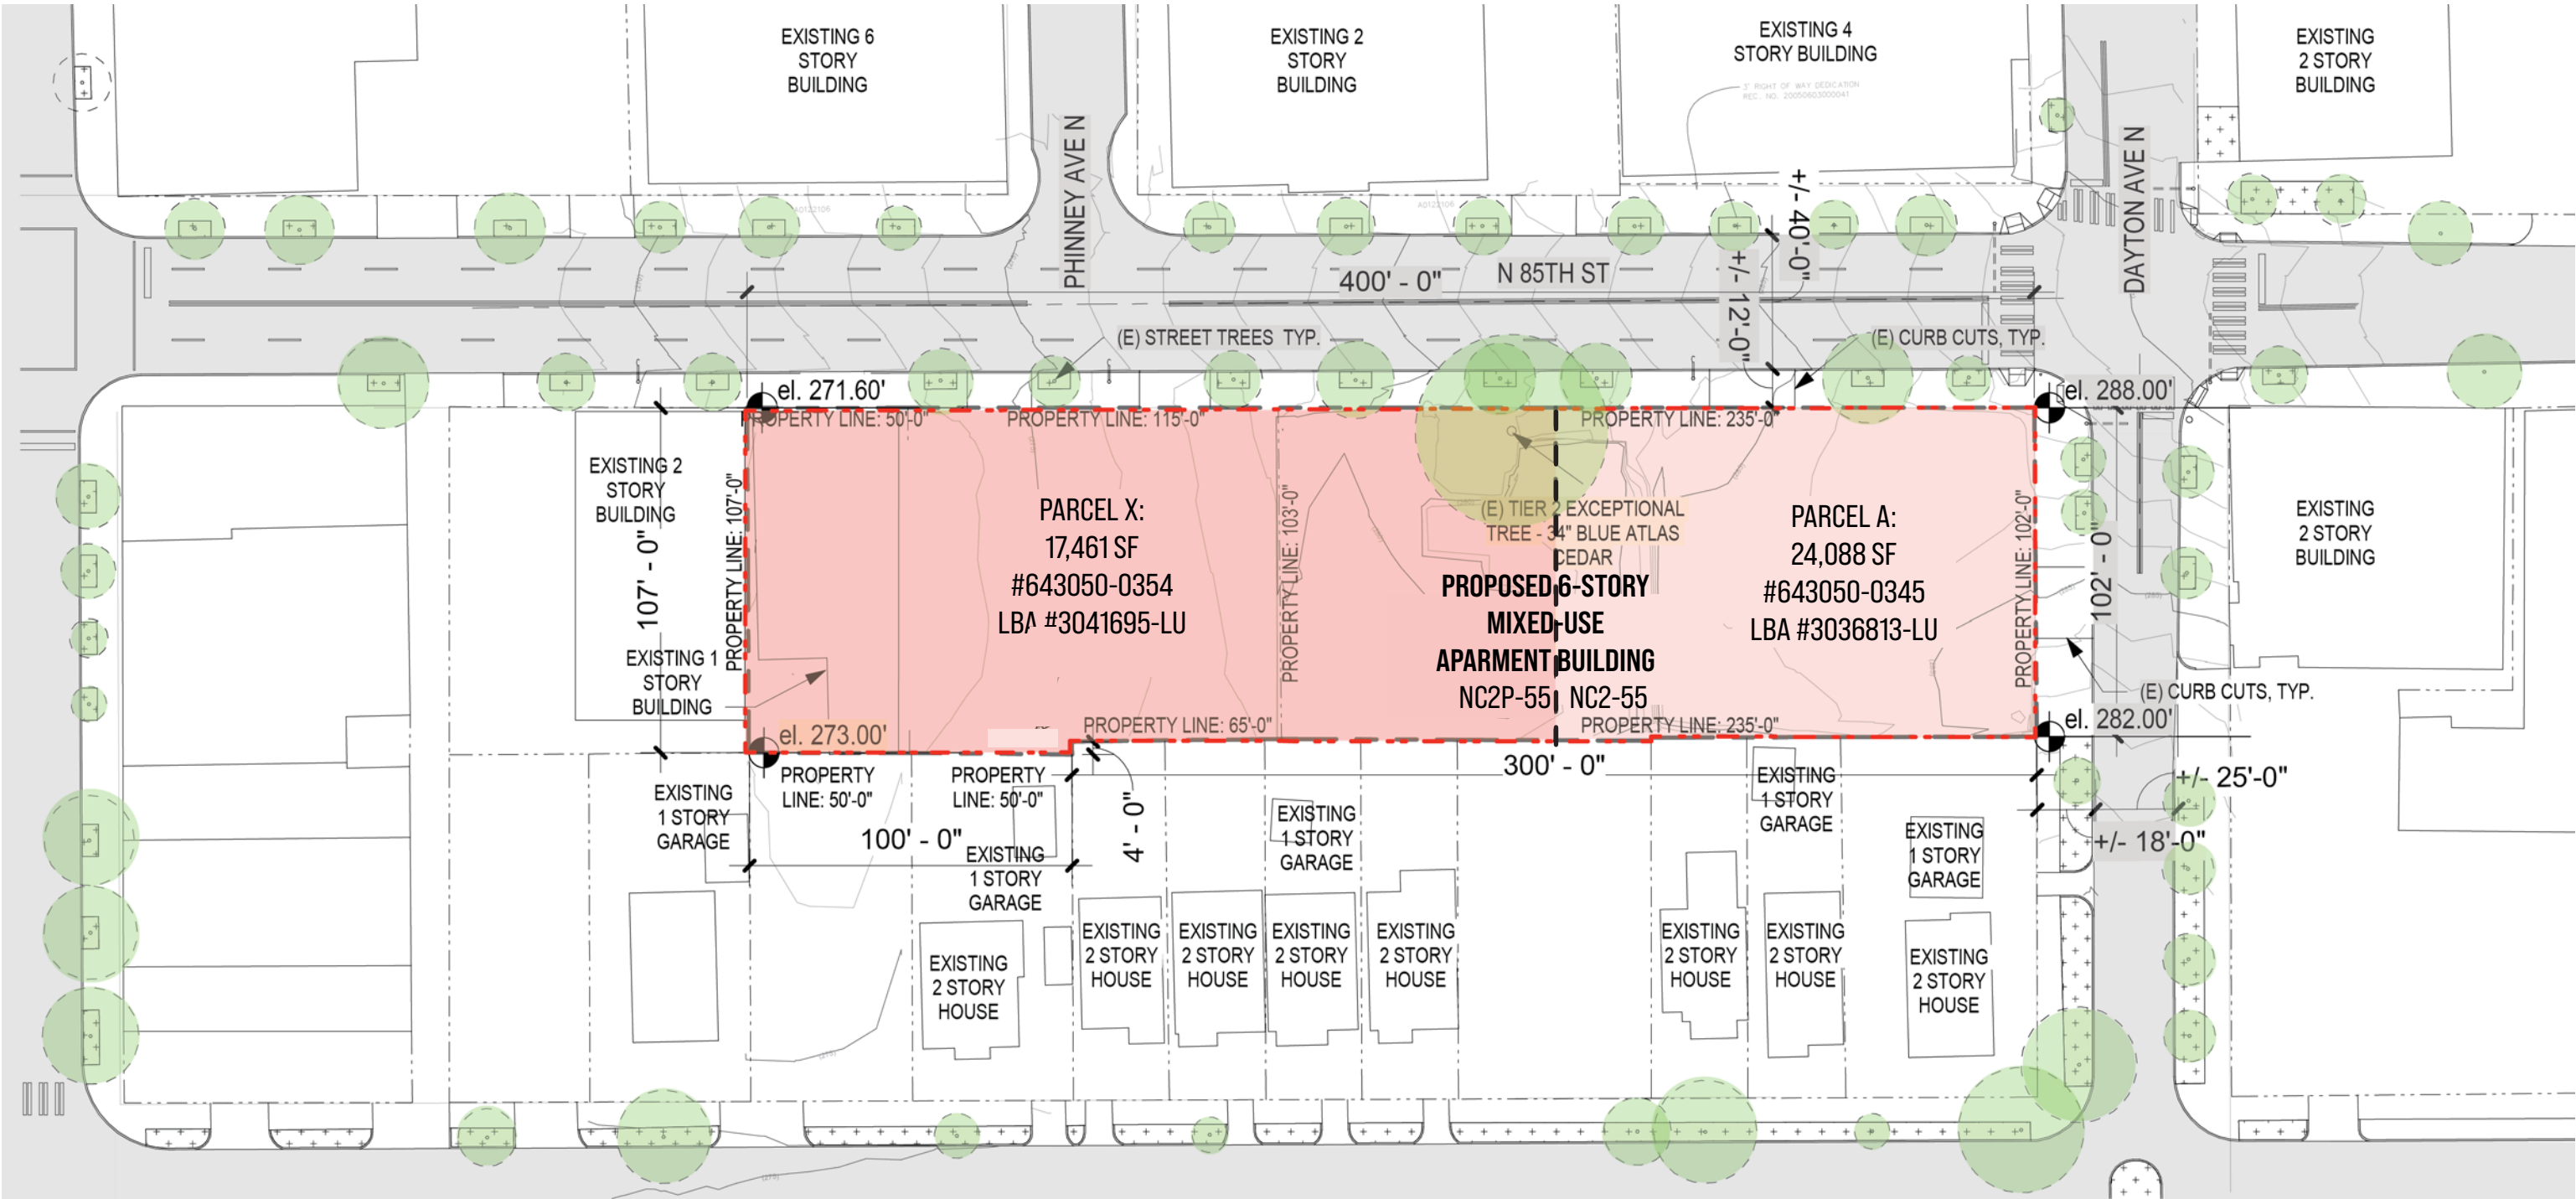 EXISTING 6
STORY
BUILDING
EXISTING 2
STORY
BUILDING
EXISTING 4
STORY BUILDING
3' RIGHT OF WAY DEDICATION
REC. NO. 20050603000041
EXISTING
2 STORY
BUILDING
PHINNEY AVE N
DAYTON AVE N
A0122106
A0122106
+/- 40'-0"
400' - 0"
N 85TH ST
+/- 12'-0"
(E) STREET TREES TYP.
(E) CURB CUTS, TYP.
el. 271.60'
el. 288.00'
PROPERTY LINE: 50'-0"
PROPERTY LINE: 115'-0"
PROPERTY LINE: 235'-0"
EXISTING 2
STORY
BUILDING
107' - 0"
PROPERTY LINE: 107'-0"
PARCEL X:
17,461 SF
#643050-0354
LBA #3041695-LU
PROPERTY LINE: 103'-0"
(E) TIER 2 EXCEPTIONAL
TREE - 34" BLUE ATLAS
CEDAR
PROPOSED 6-STORY
MIXED-USE
APARMENT BUILDING
NC2P-55
NC2-55
PARCEL A:
24,088 SF
#643050-0345
LBA #3036813-LU
PROPERTY LINE: 102'-0"
102' - 0"
EXISTING
2 STORY
BUILDING
EXISTING 1
STORY
BUILDING
(E) CURB CUTS, TYP.
el. 273.00'
PROPERTY LINE: 65'-0"
PROPERTY LINE: 235'-0"
el. 282.00'
PROPERTY
LINE: 50'-0"
PROPERTY
LINE: 50'-0"
300' - 0"
+/- 25'-0"
+/- 18'-0"
EXISTING
1 STORY
GARAGE
100' - 0"
4' - 0"
EXISTING
1 STORY
GARAGE
EXISTING
1 STORY
GARAGE
EXISTING
1 STORY
GARAGE
EXISTING
1 STORY
GARAGE
EXISTING
2 STORY
HOUSE
EXISTING
2 STORY
HOUSE
EXISTING
2 STORY
HOUSE
EXISTING
2 STORY
HOUSE
EXISTING
2 STORY
HOUSE
EXISTING
2 STORY
HOUSE
EXISTING
2 STORY
HOUSE
EXISTING
2 STORY
HOUSE